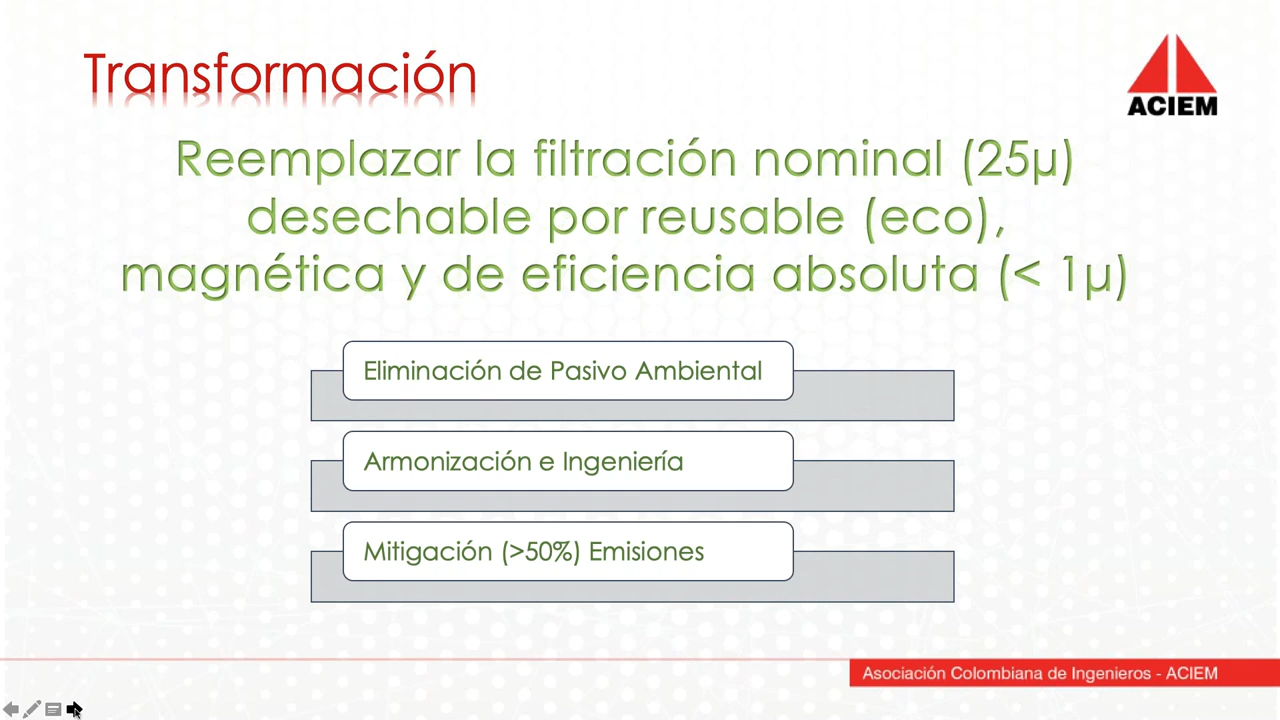 Transformación
ACIEM
Reemplazar la filtración nominal (25µ)
desechable por reusable (eco),
magnética y de eficiencia absoluta (< 1µ)
Eliminación de Pasivo Ambiental
Armonización e Ingeniería
Mitigación (>50%) Emisiones
Asociación Colombiana de Ingenieros - ACIEM